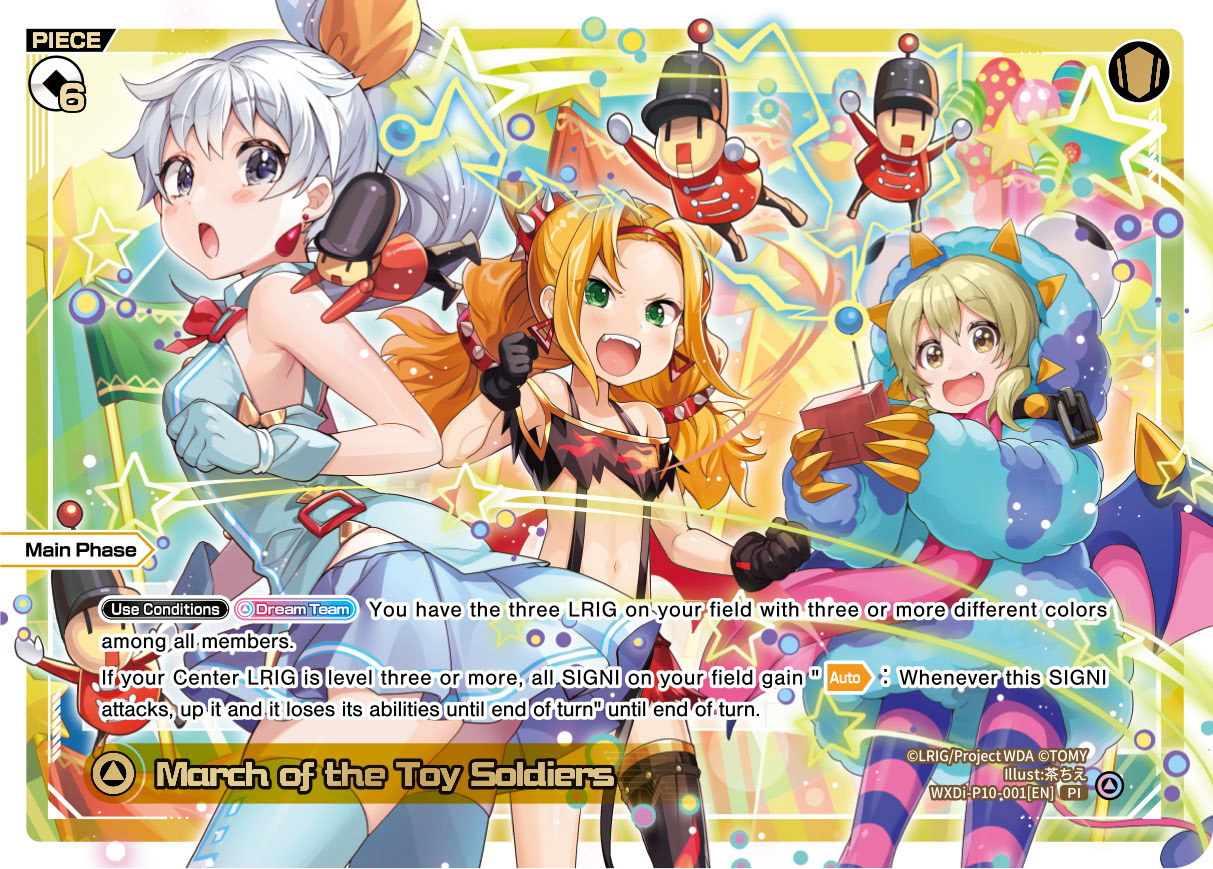 PIECE
6
Main Phase
Use Conditions Dream Team You have the three LRIG on your field with three or more different colors
among all members.
If your Center LRIG is level three or more, all SIGNI on your field gain " Auto : Whenever this SIGNI
attacks, up it and it loses its abilities until end of turn" until end of turn.
March of the Toy Soldiers
©LRIG/Project WDA ©TOMY
Illust:茶ちえ
WXDi-P10-001[EN] PI